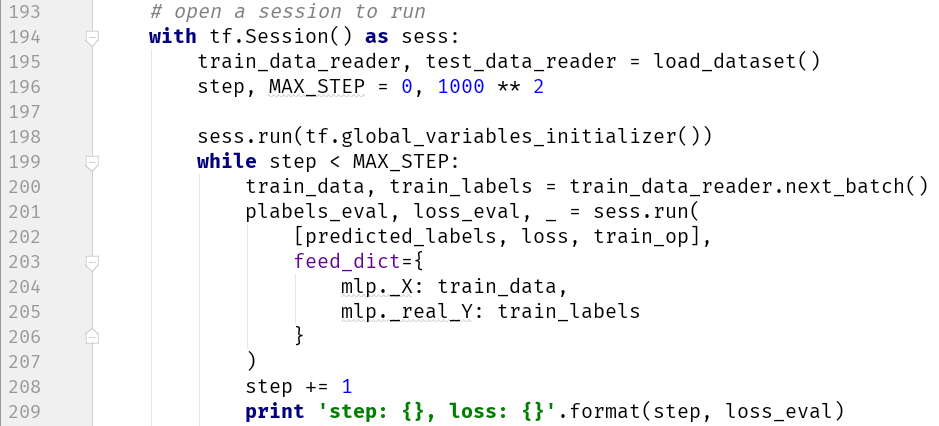 193 # open a session to run
194 with tf.Session() as sess:
195 train_data_reader, test_data_reader = load_dataset()
196 step, MAX_STEP = 0, 1000 ** 2
197
198 sess.run(tf.global_variables_initializer())
199 while step < MAX_STEP:
200 train_data, train_labels = train_data_reader.next_batch()
201 plabels_eval, loss_eval, _ = sess.run(
202 [predicted_labels, loss, train_op],
203 feed_dict={
204 mlp._X: train_data,
205 mlp._real_Y: train_labels
206 }
207 )
208 step += 1
209 print 'step: {}, loss: {}'.format(step, loss_eval)